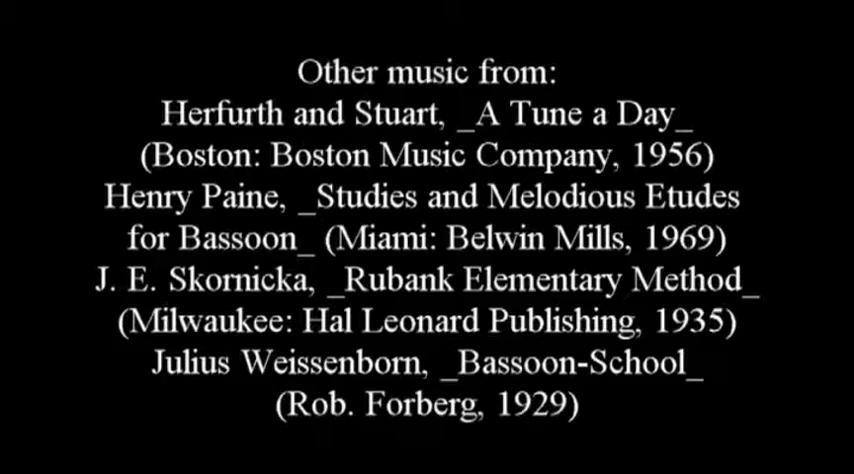 Other music from:
Herfurth and Stuart, _A Tune a Day_
(Boston: Boston Music Company, 1956)
Henry Paine, _Studies and Melodious Etudes
for Bassoon_ (Miami: Belwin Mills, 1969)
J. E. Skornicka, _Rubank Elementary Method_
(Milwaukee: Hal Leonard Publishing, 1935)
Julius Weissenborn, _Bassoon-School_
(Rob. Forberg, 1929)